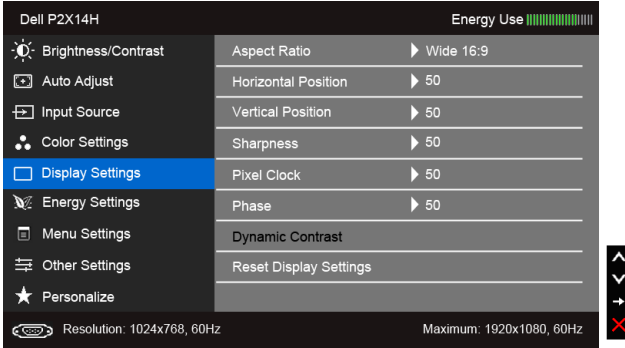 Dell P2X14H Energy Use
Brightness/Contrast Aspect Ratio Wide 16:9
Auto Adjust Horizontal Position 50
Input Source Vertical Position 50
Color Settings Sharpness 50
Display Settings Pixel Clock 50
Energy Settings Phase 50
Menu Settings Dynamic Contrast
Other Settings Reset Display Settings
Personalize
Resolution: 1024x768, 60Hz Maximum: 1920x1080, 60Hz